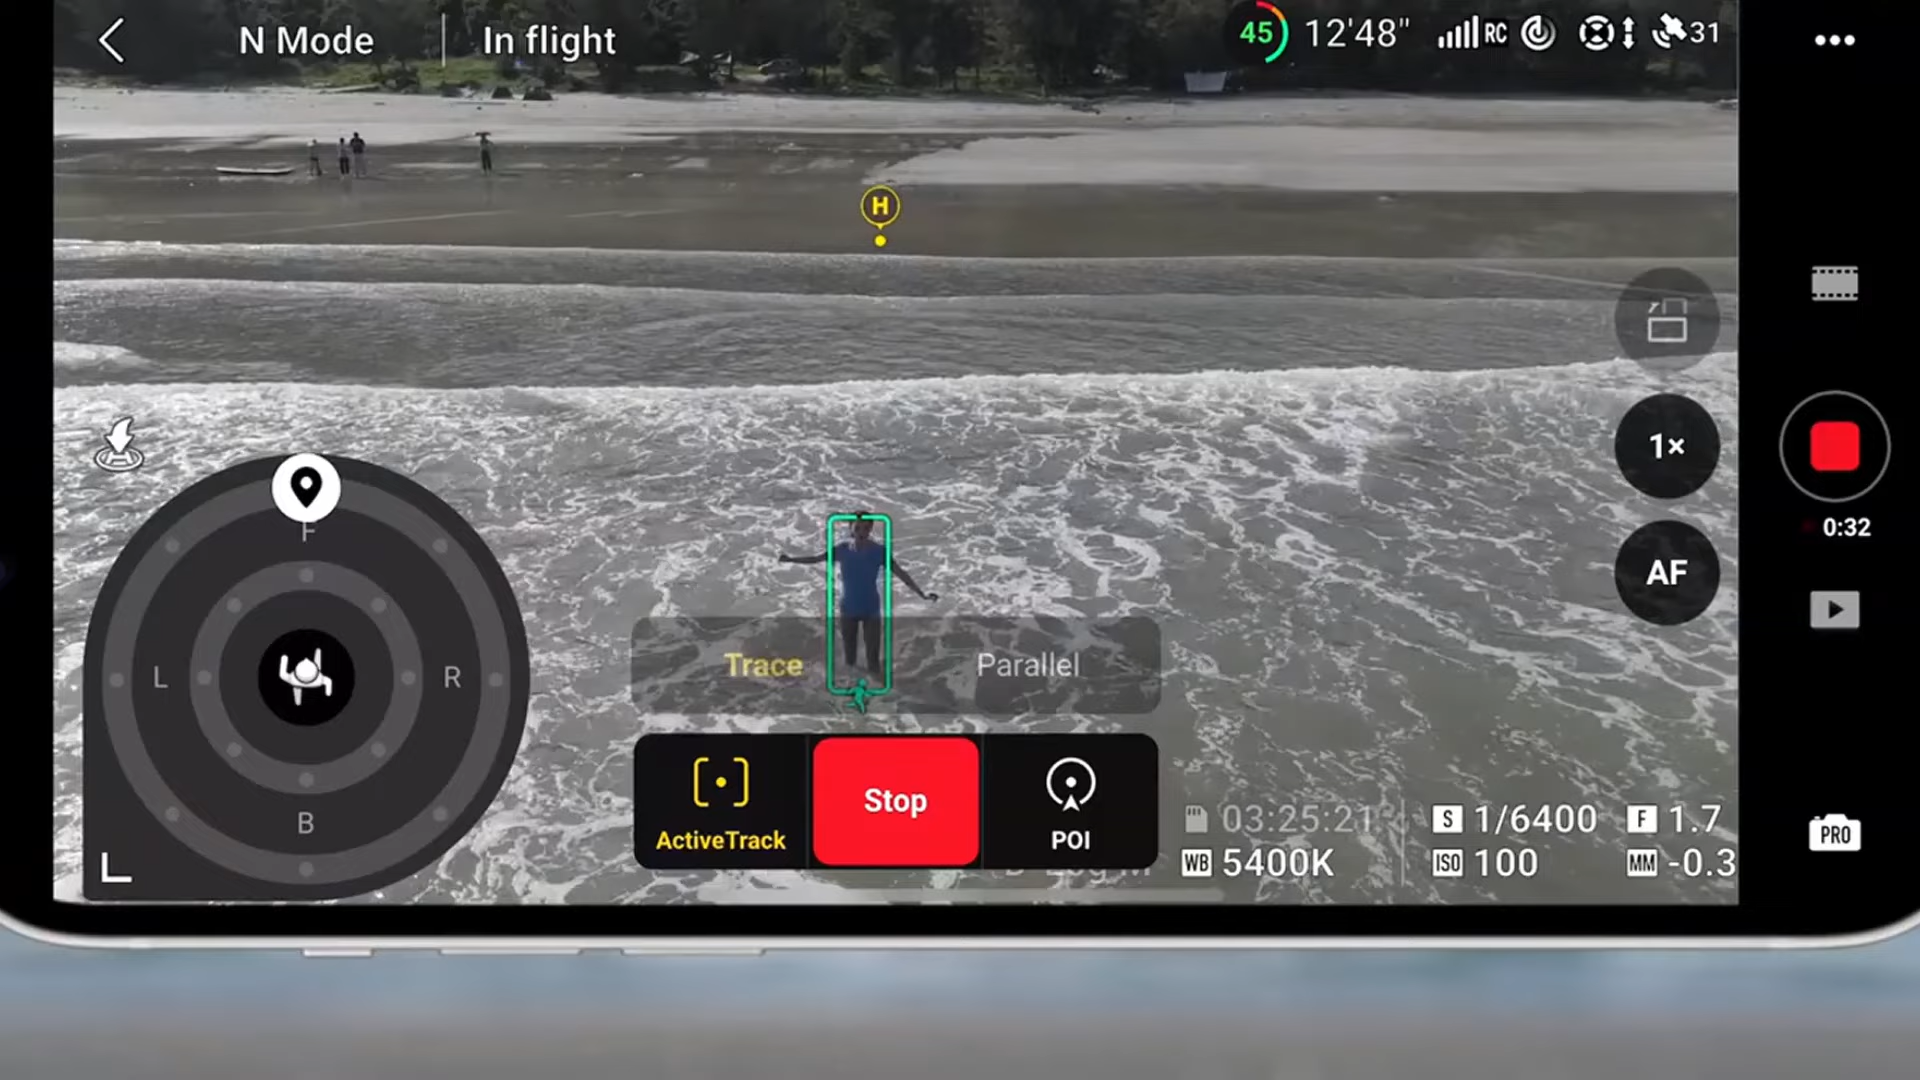 N Mode In flight 45 12'48" RC 31
H
1×
0:32
F
AF
L R
Trace Parallel
B
Stop
ActiveTrack POI
03:25:21 S 1/6400 F 1.7
PRO
WB 5400K ISO 100 MM -0.3